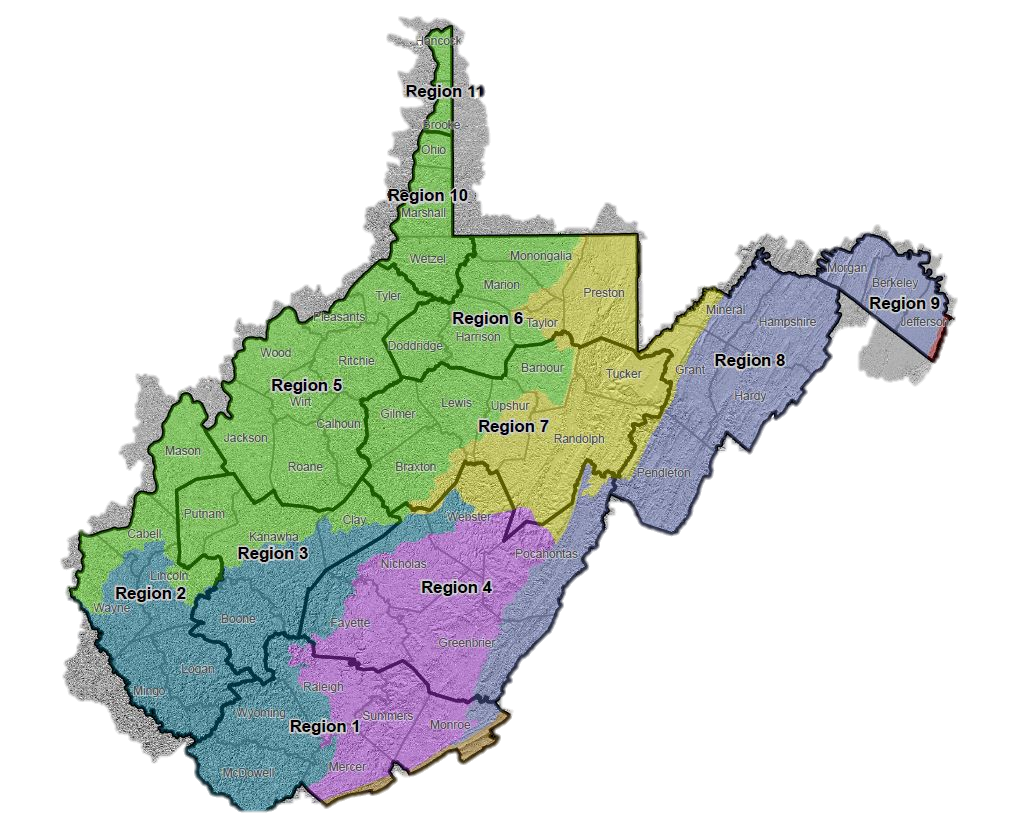 Hancock
Region 11
Brooke
Ohio
Region 10
Marshall
Wetzel
Monongalia
Marion
Preston
Tyler
Pleasants
Region 6
Taylor
Harrison
Doddridge
Morgan
Berkeley
Region 9
Jefferson
Mineral
Hampshire
Region 8
Grant
Hardy
Pendleton
Wood
Ritchie
Region 5
Wirt
Calhoun
Barbour
Tucker
Lewis
Upshur
Gilmer
Region 7
Randolph
Jackson
Mason
Roane
Braxton
Putnam
Clay
Webster
Cabell
Kanawha
Region 3
Pocahontas
Lincoln
Region 2
Nicholas
Region 4
Wayne
Boone
Fayette
Greenbrier
Logan
Mingo
Raleigh
Wyoming
Summers
Region 1
Monroe
McDowell
Mercer